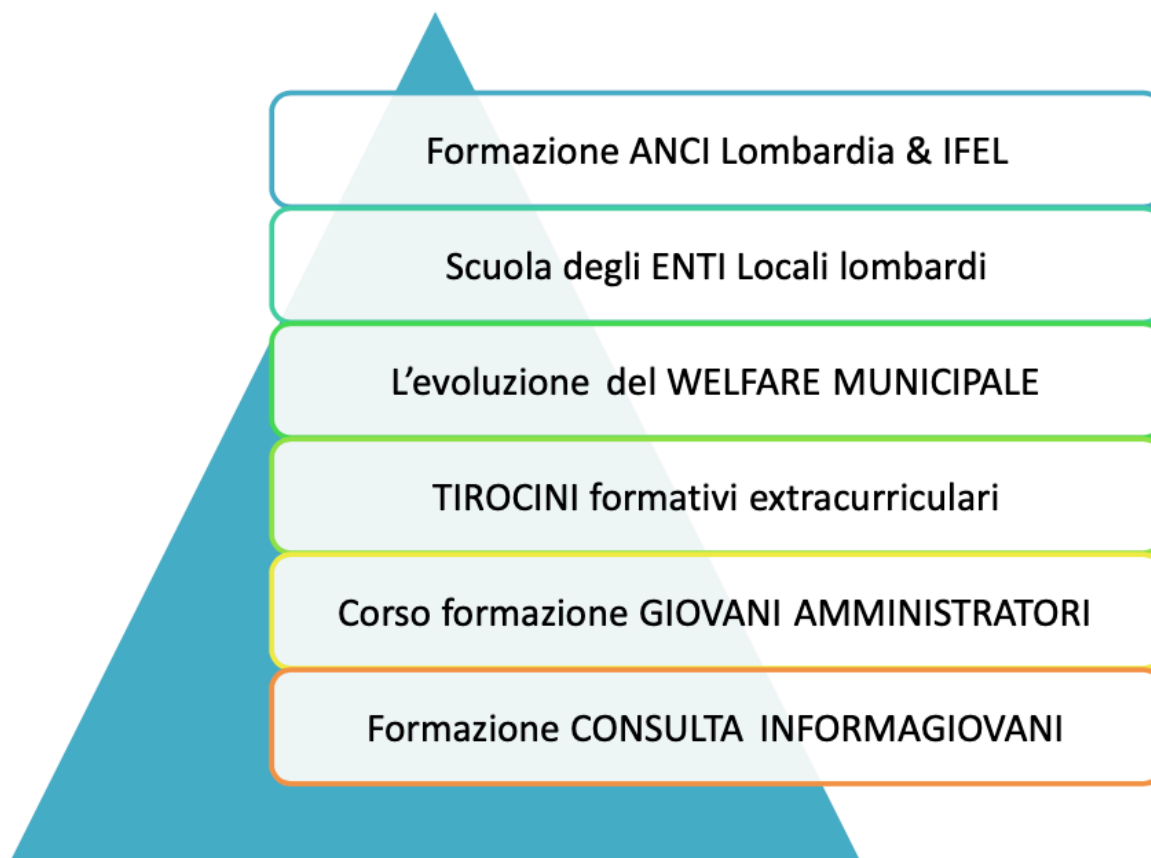 Formazione ANCI Lombardia & IFEL
Scuola degli ENTI Locali lombardi
L’evoluzione del WELFARE MUNICIPALE
TIROCINI formativi extracurriculari
Corso formazione GIOVANI AMMINISTRATORI
Formazione CONSULTA INFORMAGIOVANI